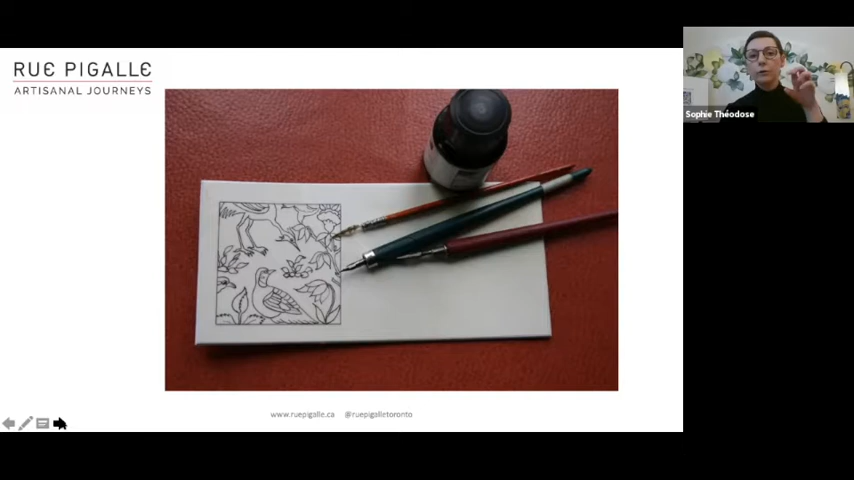 RUE PIGALLE
ARTISANAL JOURNEYS
Sophie Théodose
www.ruepigalle.ca @ruepigalletoronto